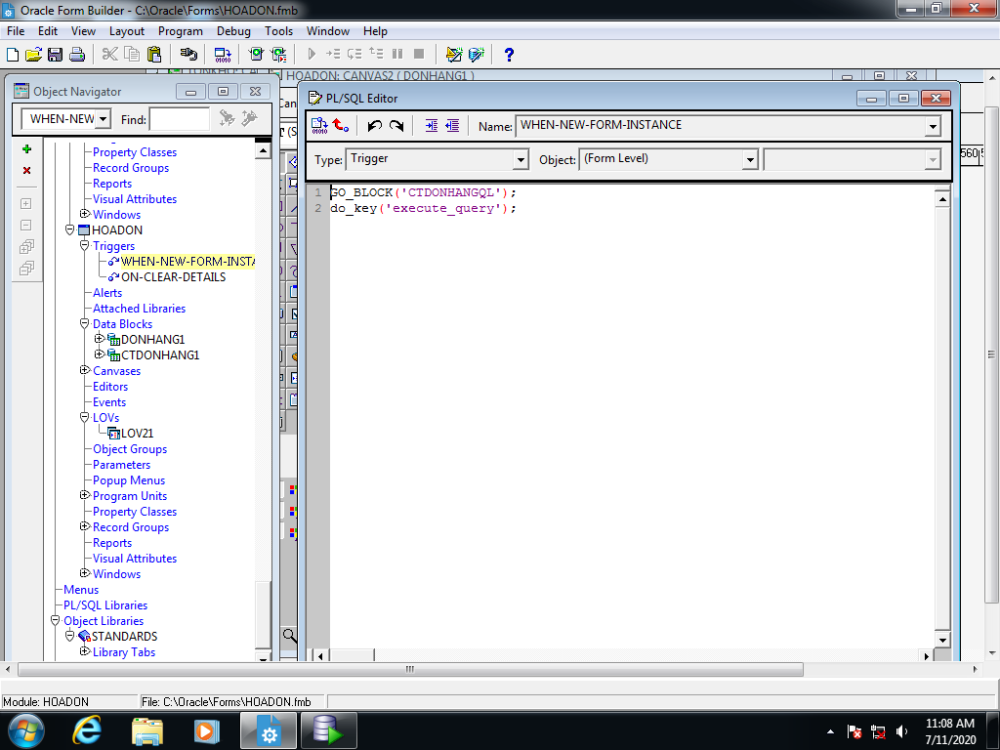 Oracle Form Builder - C:\Oracle\Forms\HOADON.fmb
File Edit View Layout Program Debug Tools Window Help
HOADON: CANVAS2 ( DONHANG1 )
Object Navigator
WHEN-NEW
Find:
Property Classes
Record Groups
Reports
Visual Attributes
Windows
HOADON
Triggers
WHEN-NEW-FORM-INSTA
ON-CLEAR-DETAILS
Alerts
Attached Libraries
Data Blocks
DONHANG1
CTDONHANG1
Canvases
Editors
Events
LOVs
LOV21
Object Groups
Parameters
Popup Menus
Program Units
Property Classes
Record Groups
Reports
Visual Attributes
Windows
Menus
PL/SQL Libraries
Object Libraries
STANDARDS
Library Tabs
Can
(S
PL/SQL Editor
Name: WHEN-NEW-FORM-INSTANCE
Type: Trigger Object: (Form Level)
560
1 GO_BLOCK('CTDONHANGQL');
2 do_key('execute_query');
Module: HOADON File: C:\Oracle\Forms\HOADON.fmb
11:08 AM
7/11/2020